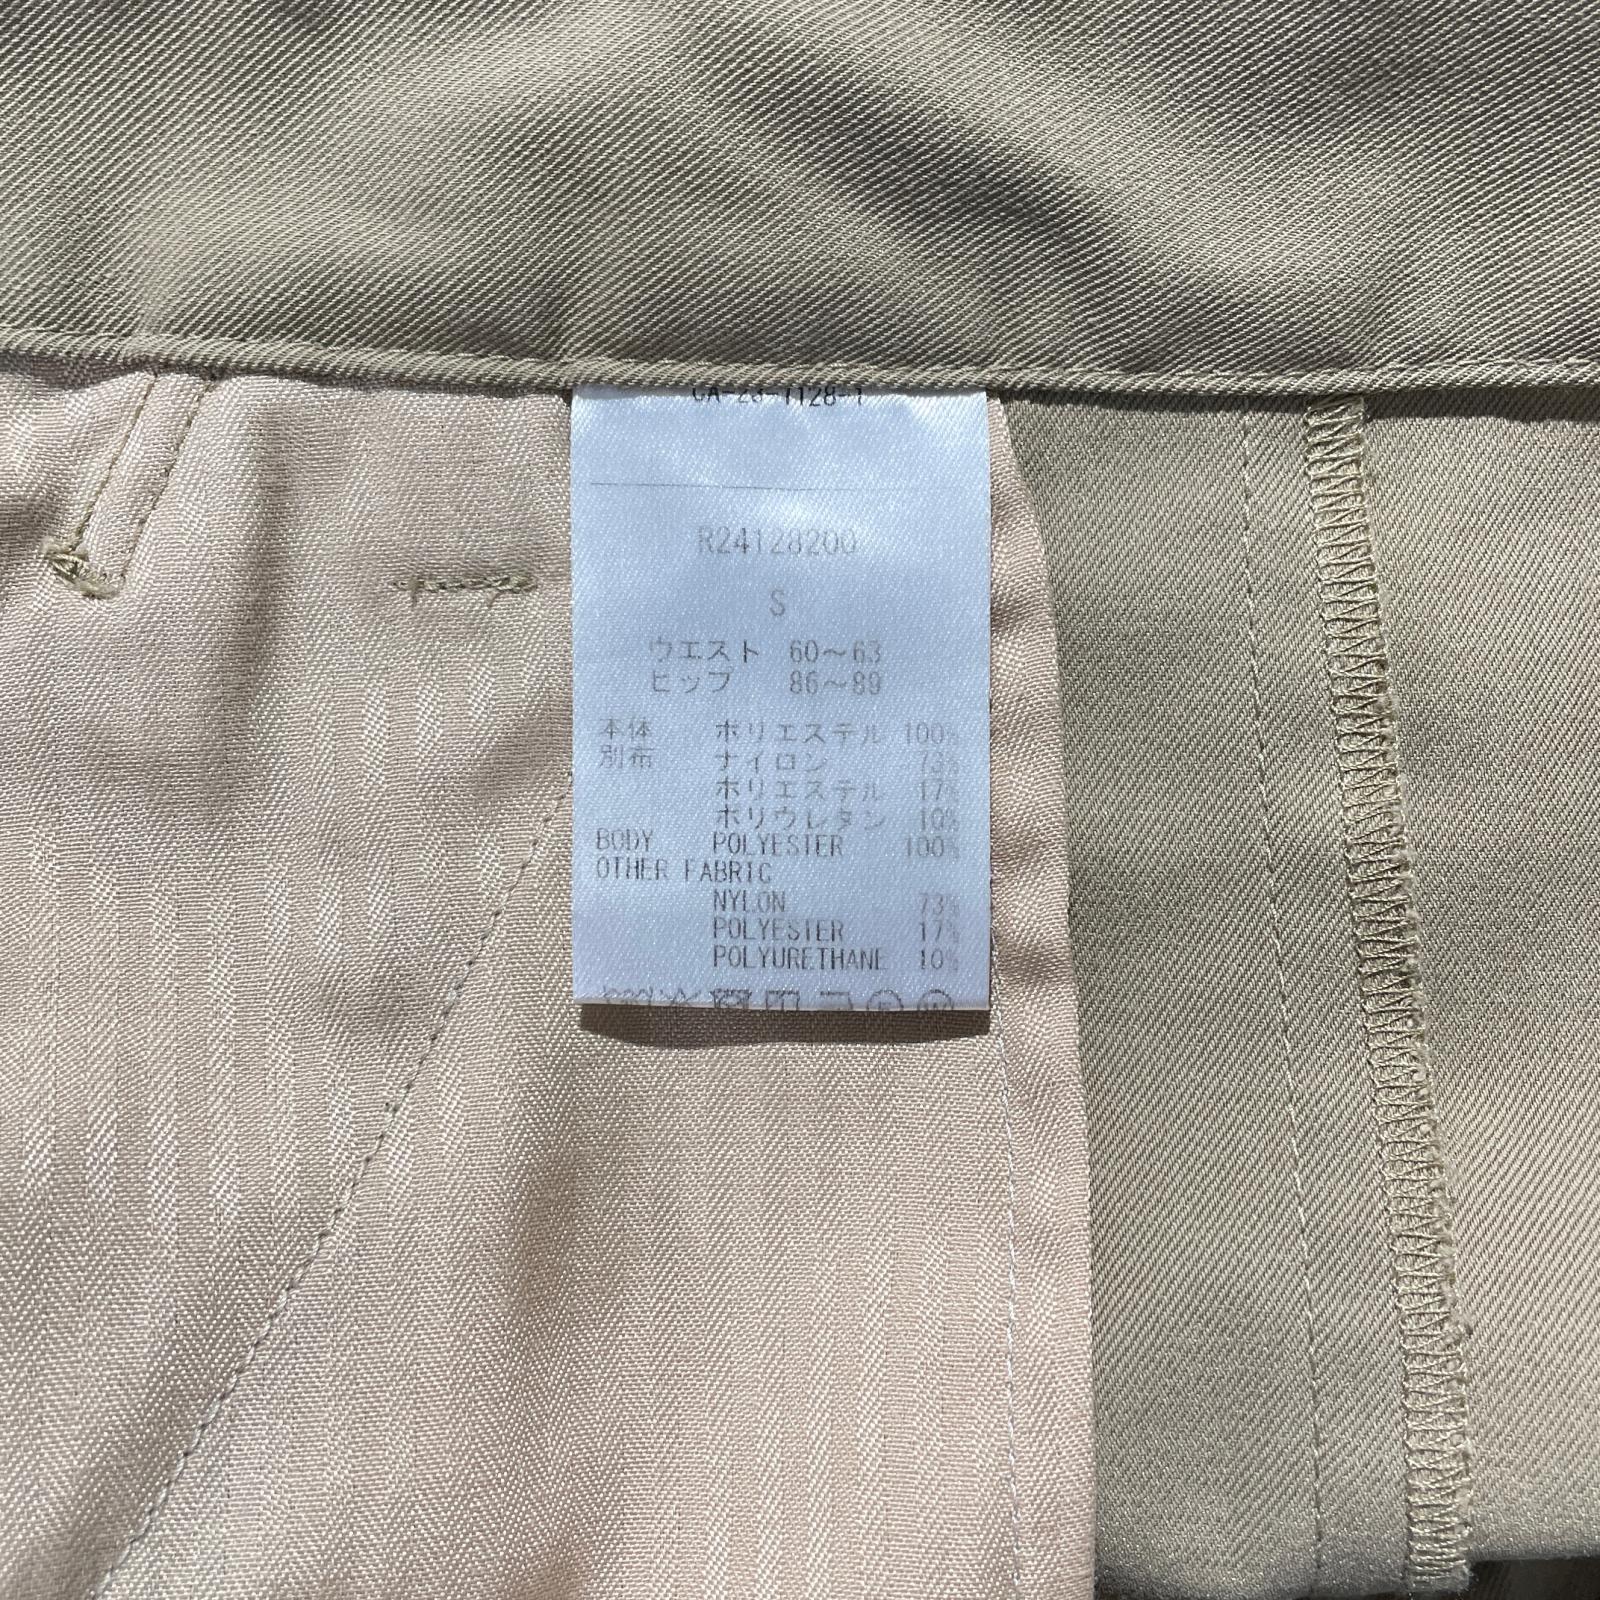 R24128200
S
ウエスト 60～63
ヒップ 86～89
本体 ポリエステル 100%
別布 ナイロン 73%
ポリエステル 17%
ポリウレタン 10%
BODY POLYESTER 100%
OTHER FABRIC
NYLON 73%
POLYESTER 17%
POLYURETHANE 10%